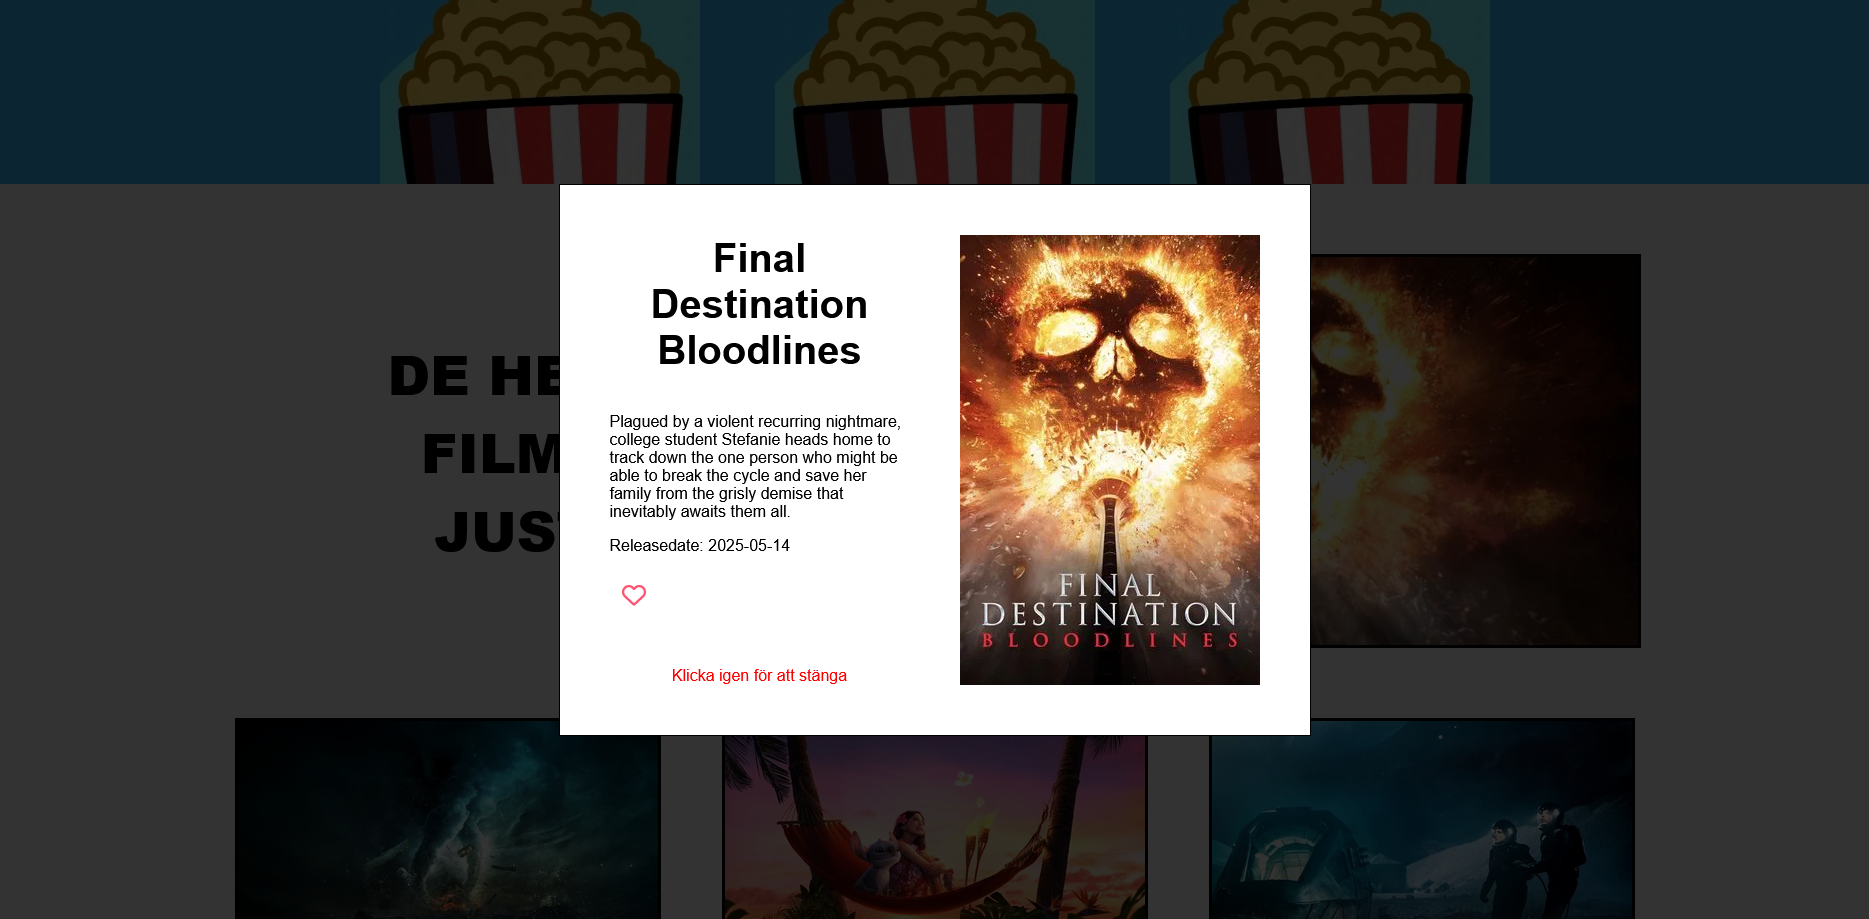 Final
Destination
Bloodlines
Plagued by a violent recurring nightmare,
college student Stefanie heads home to
track down the one person who might be
able to break the cycle and save her
family from the grisly demise that
inevitably awaits them all.
Releasedate: 2025-05-14
Klicka igen för att stänga
FINAL
DESTINATION
BLOODLINES
DE HE
FILM
JUS